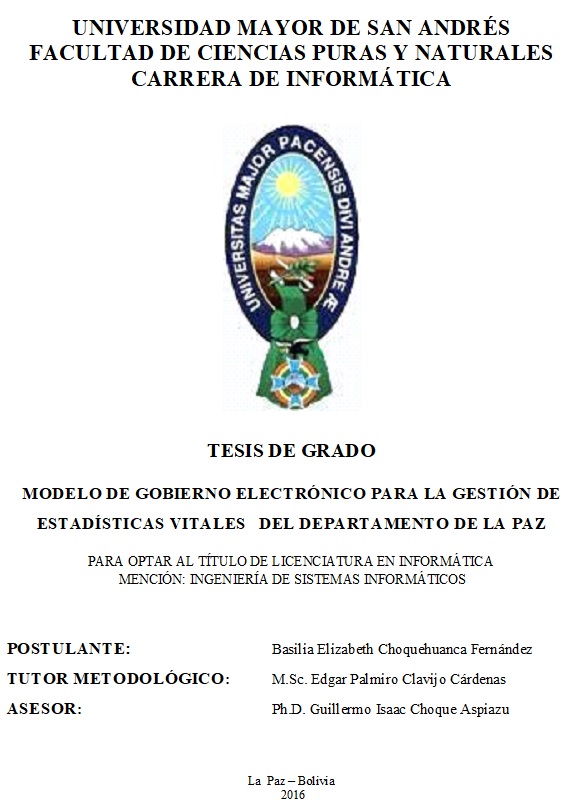 UNIVERSIDAD MAYOR DE SAN ANDRÉS
FACULTAD DE CIENCIAS PURAS Y NATURALES
CARRERA DE INFORMÁTICA
UNIVERSITAS MAJOR PACENSIS DIVI ANDRE Æ
TESIS DE GRADO
MODELO DE GOBIERNO ELECTRÓNICO PARA LA GESTIÓN DE
ESTADÍSTICAS VITALES DEL DEPARTAMENTO DE LA PAZ
PARA OPTAR AL TÍTULO DE LICENCIATURA EN INFORMÁTICA
MENCIÓN: INGENIERÍA DE SISTEMAS INFORMÁTICOS
POSTULANTE: Basilia Elizabeth Choquehuanca Fernández
TUTOR METODOLÓGICO: M.Sc. Edgar Palmiro Clavijo Cárdenas
ASESOR: Ph.D. Guillermo Isaac Choque Aspiazu
La Paz – Bolivia
2016